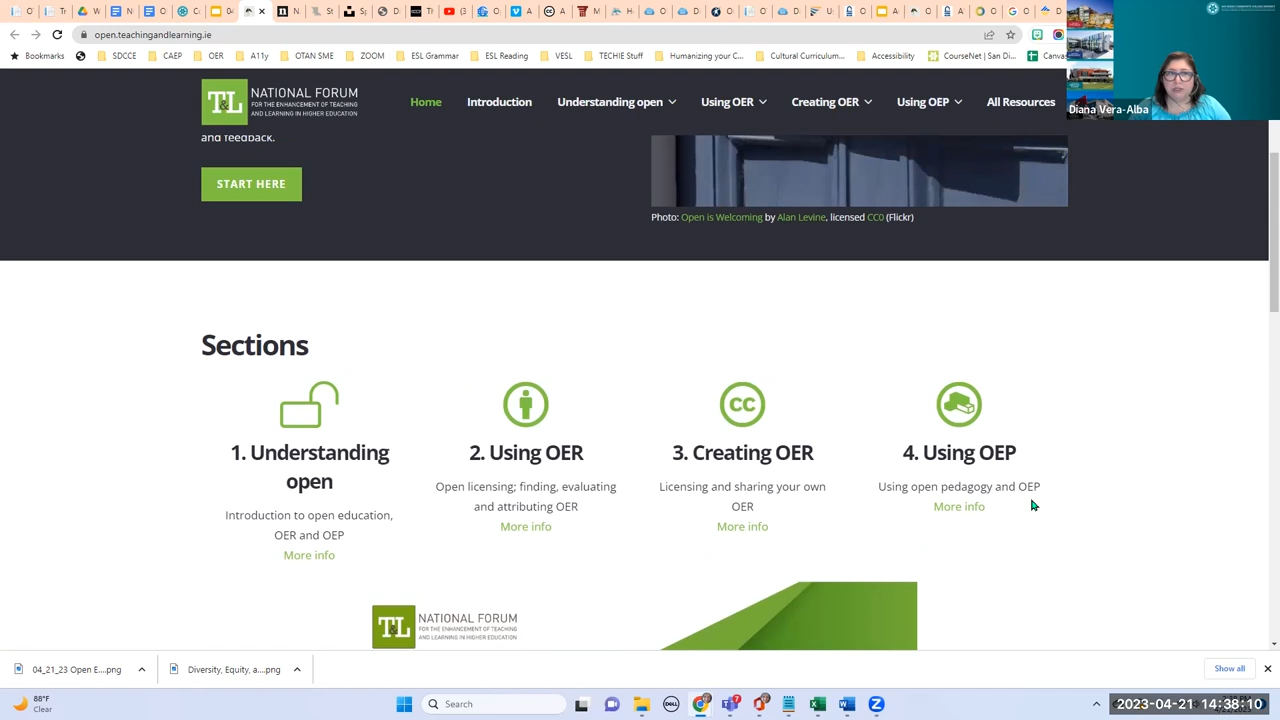 04
N
open.teachingandlearning.ie
Bookmarks
SDCCE
CAEP
OER
A11y
OTAN SME
ZOOM
ESL Grammar
ESL Reading
VESL
TECHIE Stuff
Humanizing your C...
Cultural Curriculum...
Accessibility
CourseNet | San Di...
Canvas
Diana Vera-Alba
T&L
NATIONAL FORUM
FOR THE ENHANCEMENT OF TEACHING
AND LEARNING IN HIGHER EDUCATION
Home
Introduction
Understanding open
Using OER
Creating OER
Using OEP
All Resources
and feedback.
START HERE
Photo: Open is Welcoming by Alan Levine, licensed CC0 (Flickr)
Sections
1. Understanding
open
Introduction to open education,
OER and OEP
More info
2. Using OER
Open licensing; finding, evaluating
and attributing OER
More info
CC
3. Creating OER
Licensing and sharing your own
OER
More info
4. Using OEP
Using open pedagogy and OEP
More info
T&L
NATIONAL FORUM
FOR THE ENHANCEMENT OF TEACHING
AND LEARNING IN HIGHER EDUCATION
04_21_23 Open E....png
Diversity, Equity, a....png
Show all
88°F
Clear
Search
DELL
2023-04-21 14:38:10